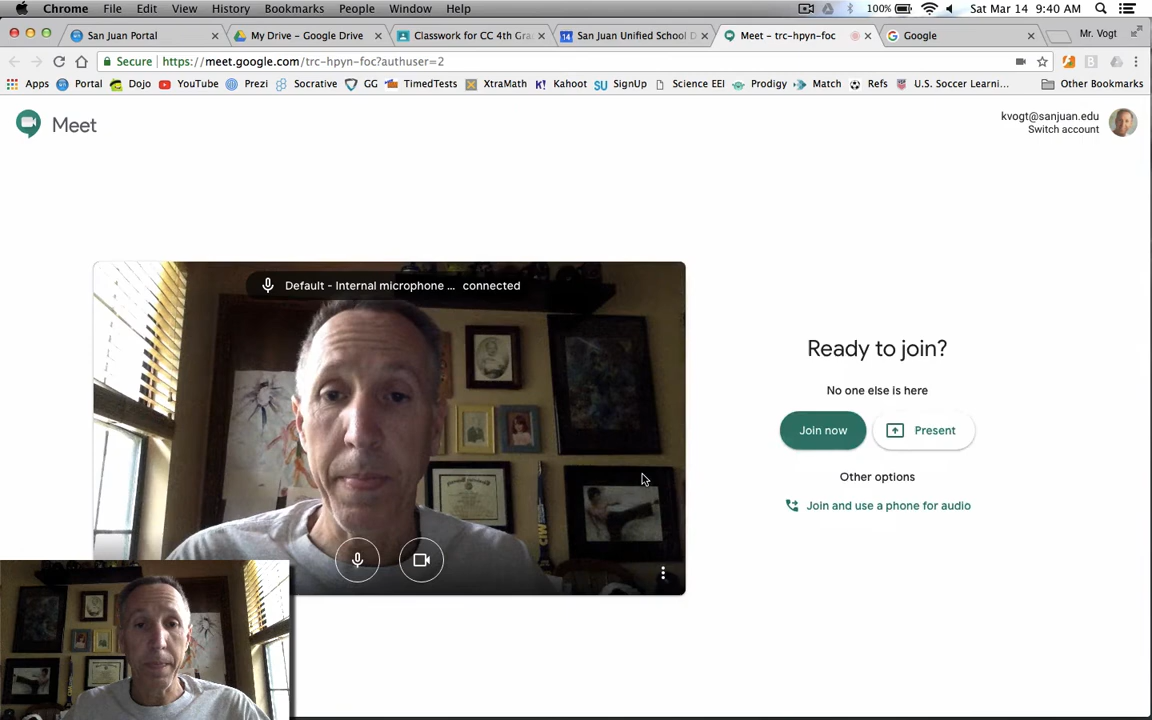 Chrome File Edit View History Bookmarks People Window Help 100% Sat Mar 14 9:40 AM
San Juan Portal My Drive - Google Drive Classwork for CC 4th Gra San Juan Unified School D Meet - trc-hpyn-foc Google Mr. Vogt
Secure https://meet.google.com/trc-hpyn-foc?authuser=2
Apps Portal Dojo YouTube Prezi Socrative GG TimedTests XtraMath Kahoot SignUp Science EEI Prodigy Match Refs U.S. Soccer Learni... Other Bookmarks
Meet
kvogt@sanjuan.edu
Switch account
Default - Internal microphone ... connected
Ready to join?
No one else is here
Join now Present
Other options
Join and use a phone for audio